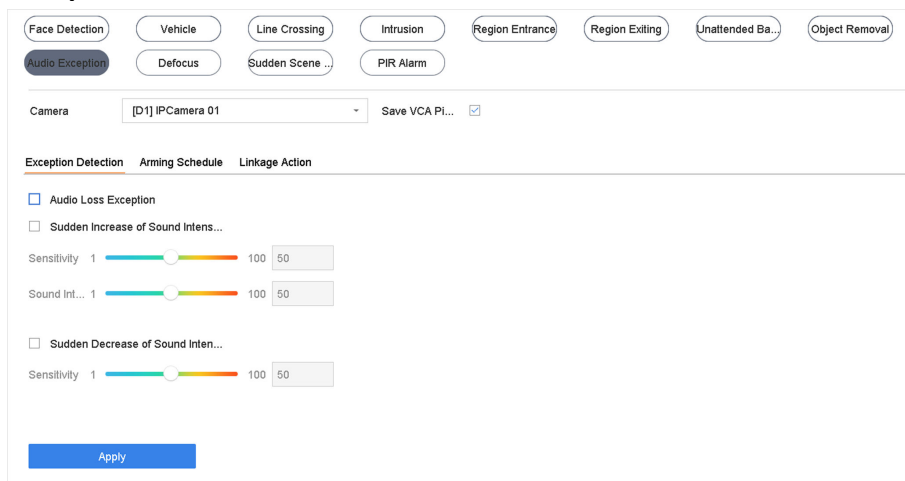 Face Detection Vehicle Line Crossing Intrusion Region Entrance Region Exiting Unattended Ba... Object Removal
Audio Exception Defocus Sudden Scene ... PIR Alarm
Camera [D1] IPCamera 01 Save VCA Pi...
Exception Detection Arming Schedule Linkage Action
Audio Loss Exception
Sudden Increase of Sound Intens...
Sensitivity 1 100 50
Sound Int... 1 100 50
Sudden Decrease of Sound Inten...
Sensitivity 1 100 50
Apply